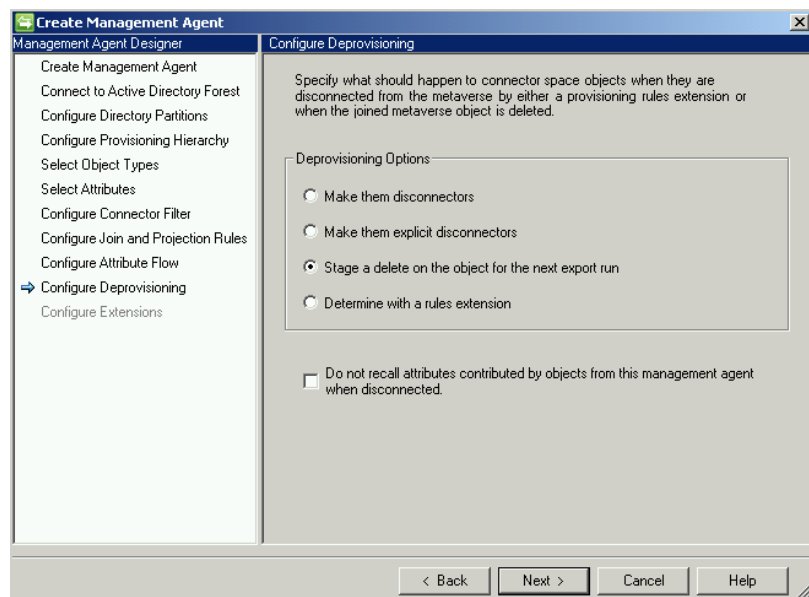 Create Management Agent
Management Agent Designer
Configure Deprovisioning
Create Management Agent
Connect to Active Directory Forest
Configure Directory Partitions
Configure Provisioning Hierarchy
Select Object Types
Select Attributes
Configure Connector Filter
Configure Join and Projection Rules
Configure Attribute Flow
Configure Deprovisioning
Configure Extensions
Specify what should happen to connector space objects when they are
disconnected from the metaverse by either a provisioning rules extension or
when the joined metaverse object is deleted.
Deprovisioning Options
Make them disconnectors
Make them explicit disconnectors
Stage a delete on the object for the next export run
Determine with a rules extension
Do not recall attributes contributed by objects from this management agent
when disconnected.
< Back
Next >
Cancel
Help